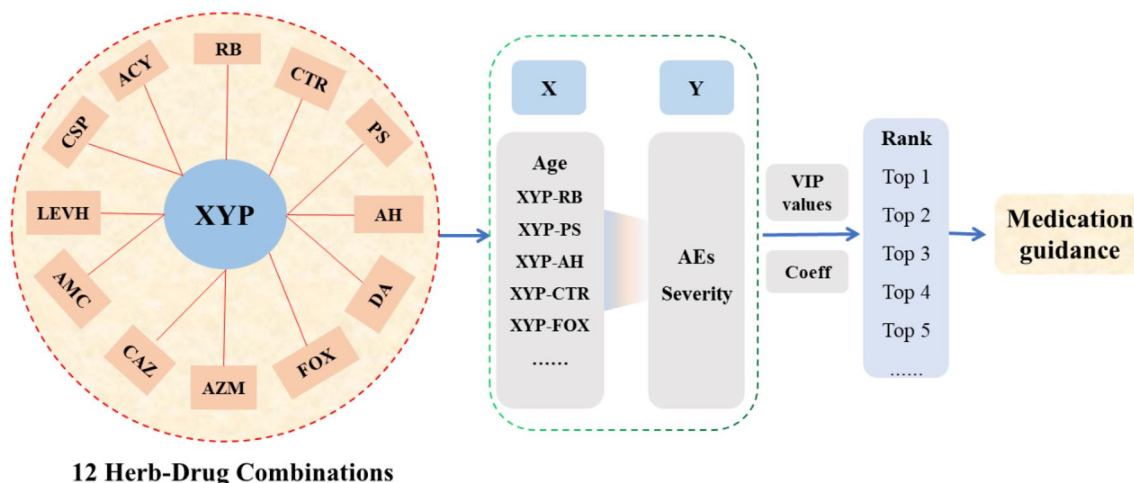 RB
CTR
PS
AH
DA
FOX
AZM
CAZ
AMC
LEVH
CSP
ACY
XYP
12 Herb-Drug Combinations
X
Y
Age
XYP-RB
XYP-PS
XYP-AH
XYP-CTR
XYP-FOX
......
AEs
Severity
VIP
values
Coeff
Rank
Top 1
Top 2
Top 3
Top 4
Top 5
......
Medication
guidance